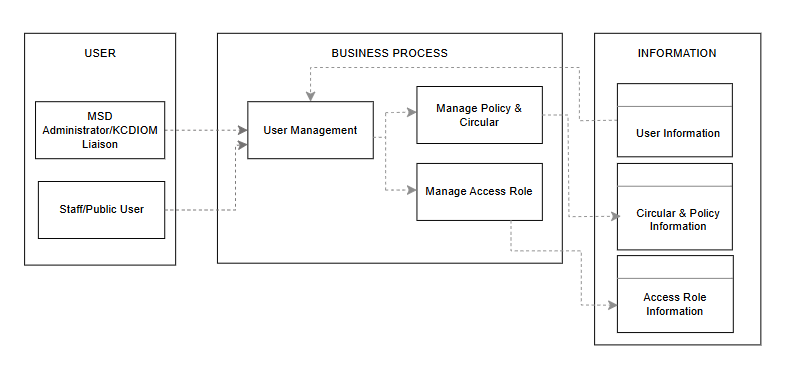 USER
MSD
Administrator/KCDIOM
Liaison
Staff/Public User
BUSINESS PROCESS
User Management
Manage Policy &
Circular
Manage Access Role
INFORMATION
User Information
Circular & Policy
Information
Access Role
Information